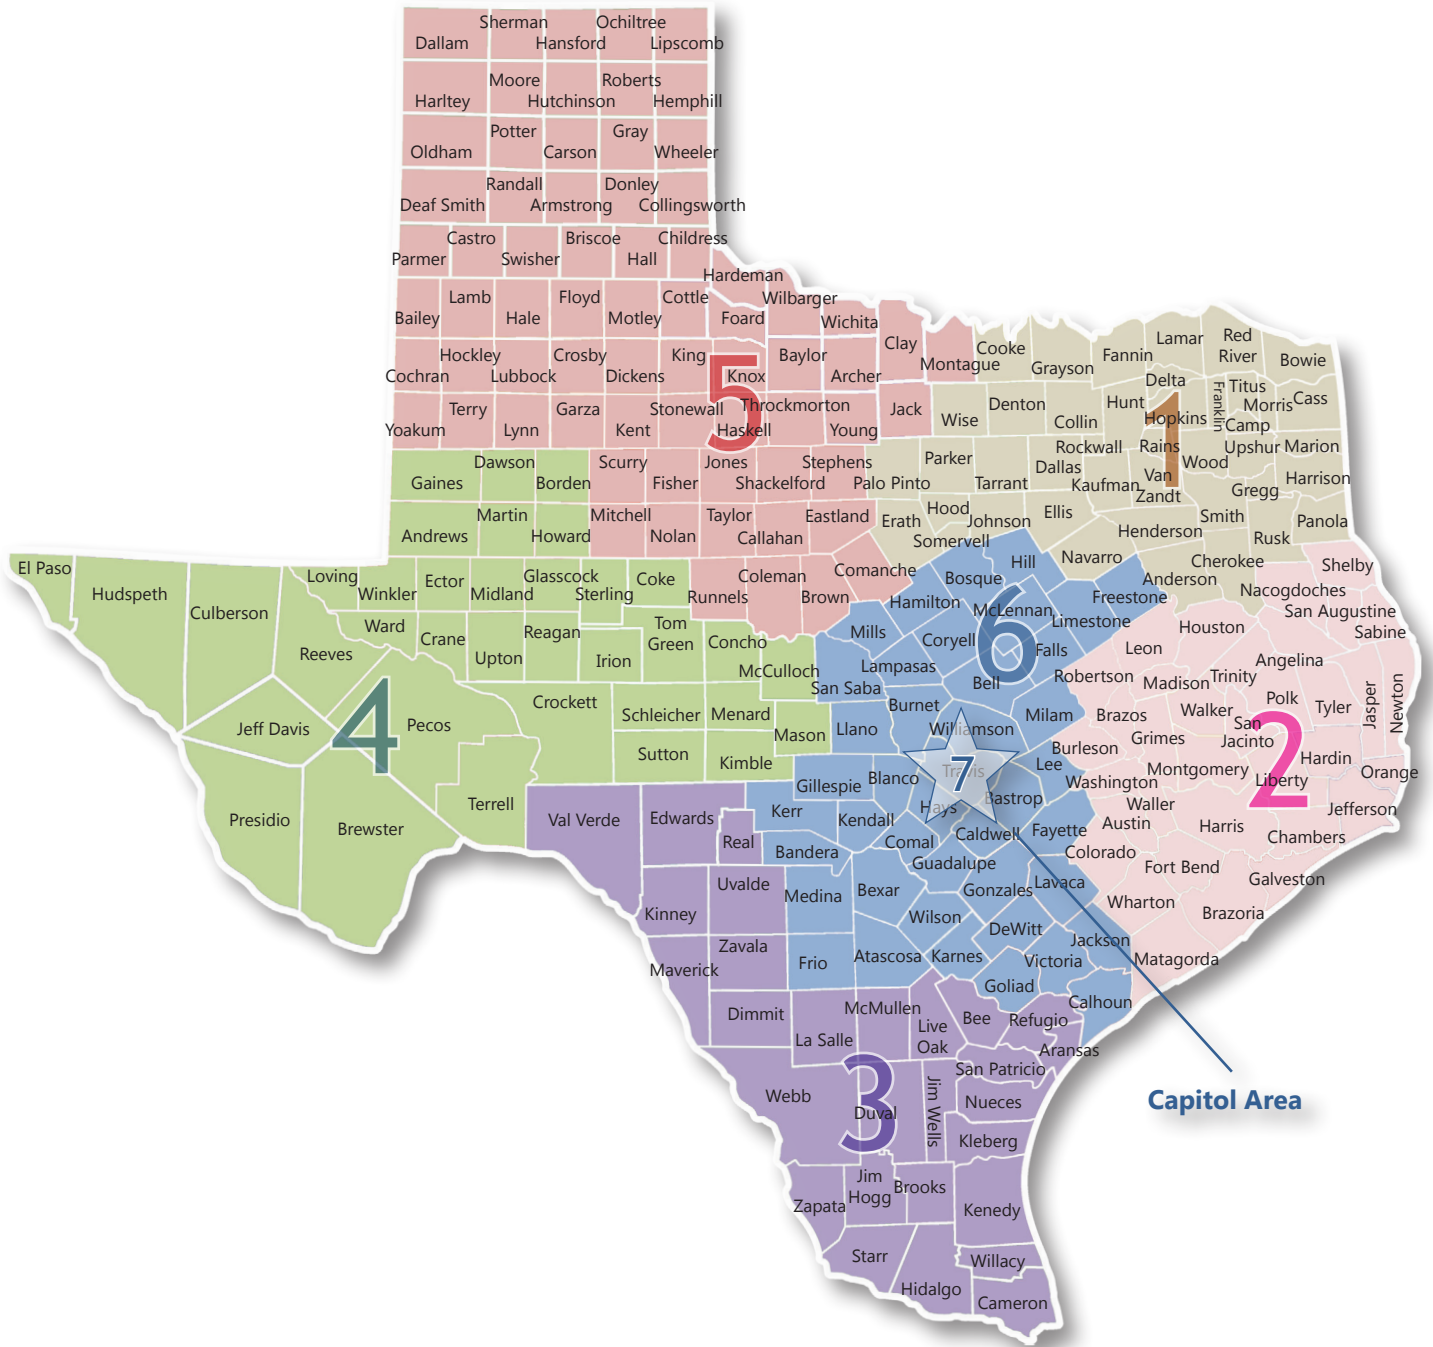 Sherman
Ochiltree
Dallam
Hansford
Lipscomb
Moore
Roberts
Harltey
Hutchinson
Hemphill
Potter
Gray
Oldham
Carson
Wheeler
Randall
Donley
Deaf Smith
Armstrong
Collingsworth
Castro
Briscoe
Childress
Parmer
Swisher
Hall
Hardeman
Lamb
Floyd
Cottle
Wilbarger
Bailey
Hale
Motley
Foard
Wichita
Clay
Montague
Cooke
Grayson
Fannin
Lamar
Red
River
Bowie
Hockley
Crosby
King
Baylor
Cochran
Lubbock
Dickens
Knox
Archer
5
Terry
Garza
Stonewall
Throckmorton
Jack
Yoakum
Lynn
Kent
Haskell
Young
Wise
Denton
Collin
Hunt
Delta
Hopkins
Franklin
Titus
Morris
Cass
Camp
1
Dawson
Scurry
Jones
Stephens
Gaines
Borden
Fisher
Shackelford
Palo Pinto
Parker
Tarrant
Dallas
Rockwall
Kaufman
Rains
Van
Zandt
Wood
Upshur
Marion
Gregg
Harrison
Martin
Mitchell
Taylor
Eastland
Andrews
Howard
Nolan
Callahan
Erath
Hood
Somervell
Johnson
Ellis
Henderson
Smith
Rusk
Panola
Navarro
Cherokee
Anderson
Shelby
Nacogdoches
San Augustine
Sabine
El Paso
Hudspeth
Culberson
Loving
Winkler
Ector
Midland
Glasscock
Sterling
Coke
Runnels
Coleman
Brown
Comanche
Bosque
Hill
Freestone
Hamilton
McLennan
Limestone
6
Houston
Ward
Crane
Reagan
Tom
Green
Concho
Mills
Coryell
Falls
Leon
Angelina
Reeves
Upton
Irion
McCulloch
Lampasas
San Saba
Bell
Robertson
Madison
Trinity
Jeff Davis
4
Pecos
Crockett
Schleicher
Menard
Mason
Llano
Burnet
Williamson
Milam
Brazos
Walker
Polk
Tyler
Jasper
Newton
San
Jacinto
Grimes
2
Burleson
Sutton
Kimble
Gillespie
Blanco
Travis
7
Lee
Washington
Montgomery
Liberty
Hardin
Orange
Presidio
Brewster
Terrell
Val Verde
Edwards
Real
Kerr
Kendall
Hays
Bastrop
Caldwell
Fayette
Waller
Austin
Harris
Jefferson
Chambers
Bandera
Comal
Guadalupe
Colorado
Fort Bend
Galveston
Uvalde
Medina
Bexar
Gonzales
Lavaca
Wharton
Brazoria
Kinney
Wilson
DeWitt
Jackson
Matagorda
Zavala
Maverick
Frio
Atascosa
Karnes
Victoria
Goliad
Calhoun
Dimmit
La Salle
McMullen
Live
Oak
Bee
Refugio
Aransas
San Patricio
Webb
3
Duval
Jim Wells
Nueces
Kleberg
Capitol Area
Zapata
Jim
Hogg
Brooks
Kenedy
Starr
Hidalgo
Willacy
Cameron